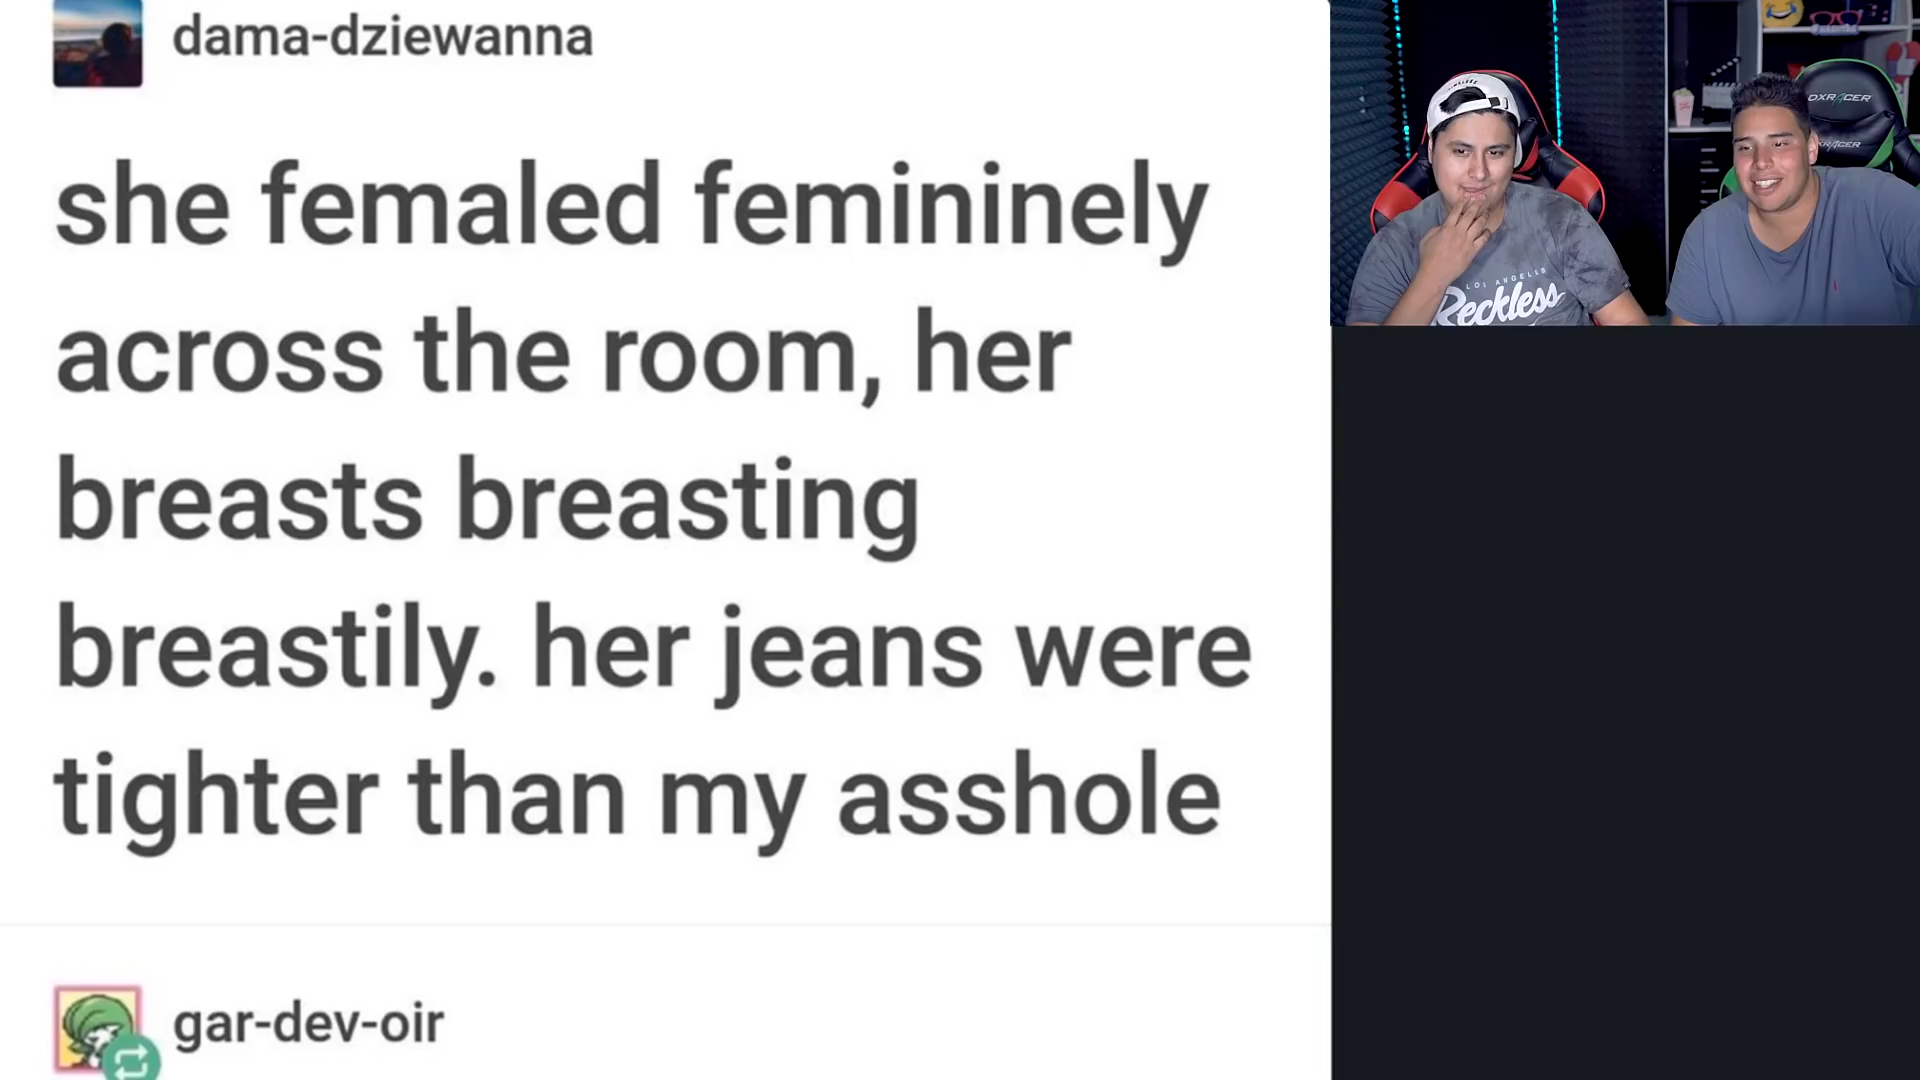 dama-dziewanna
she femaled femininely
across the room, her
breasts breasting
breastily. her jeans were
tighter than my asshole
gar-dev-oir
LOS ANGELES
Reckless
DXRACER